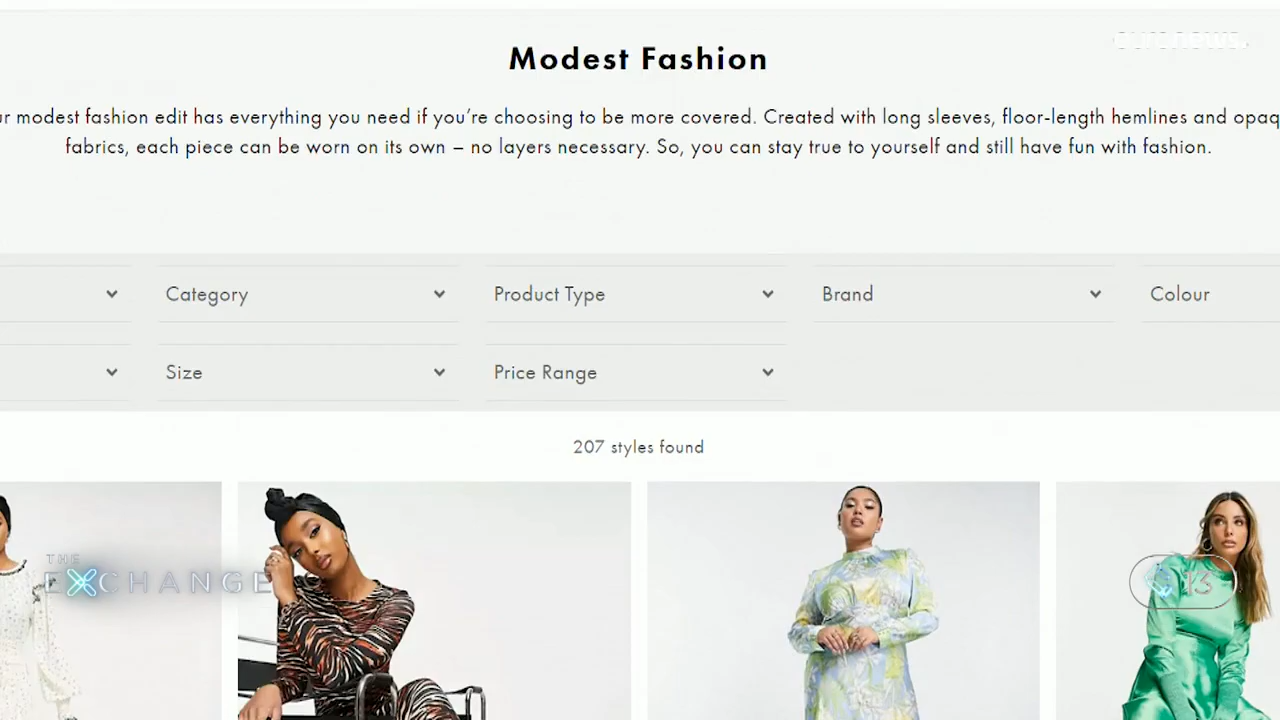 euronews.
Modest Fashion
ur modest fashion edit has everything you need if you're choosing to be more covered. Created with long sleeves, floor-length hemlines and opaq
fabrics, each piece can be worn on its own – no layers necessary. So, you can stay true to yourself and still have fun with fashion.
Category
Product Type
Brand
Colour
Size
Price Range
207 styles found
THE
EXCHANGE
13